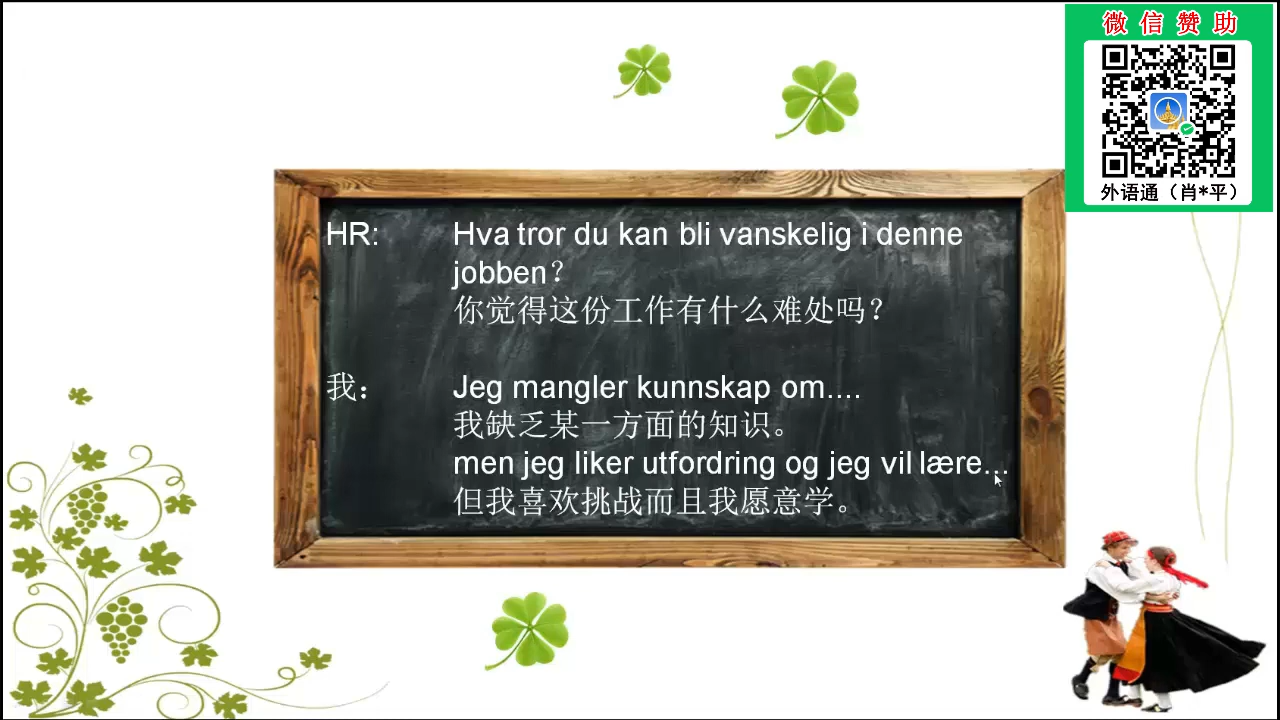 微信赞助
外语通（肖*平）
HR: Hva tror du kan bli vanskelig i denne
jobben？
你觉得这份工作有什么难处吗？
我： Jeg mangler kunnskap om....
我缺乏某一方面的知识。
men jeg liker utfordring og jeg vil lære...
但我喜欢挑战而且我愿意学。